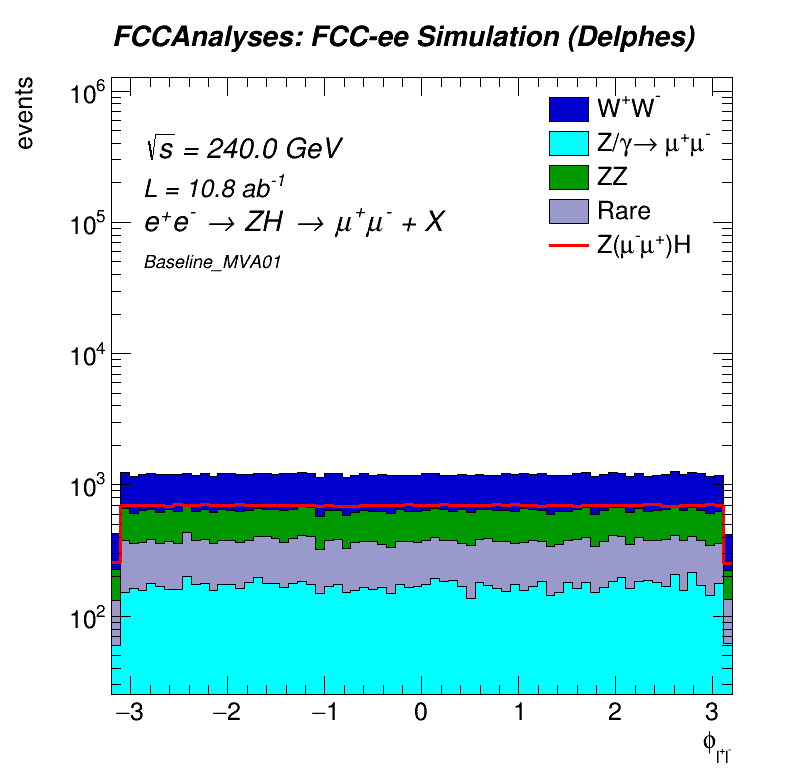 FCCAnalyses: FCC-ee Simulation (Delphes)
events
10⁶
10⁵
10⁴
10³
10²
√s = 240.0 GeV
L = 10.8 ab⁻¹
e⁺e⁻ → ZH → μ⁺μ⁻ + X
Baseline_MVA01
W⁺W⁻
Z/γ→ μ⁺μ⁻
ZZ
Rare
Z(μ⁻μ⁺)H
−3 −2 −1 0 1 2 3
ϕ_{l⁺l⁻}